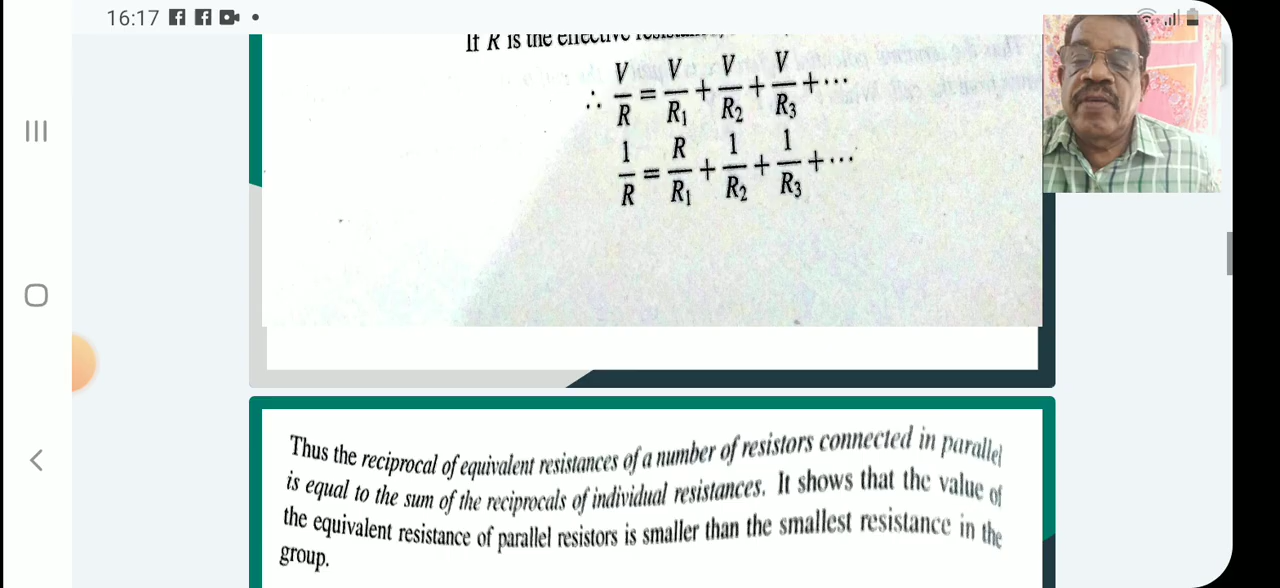 16:17
If R is the effective
∴ V/R = V/R₁ + V/R₂ + V/R₃ + ···
1/R = R/R₁ + 1/R₂ + 1/R₃ + ···
Thus the reciprocal of equivalent resistances of a number of resistors connected in parallel
is equal to the sum of the reciprocals of individual resistances. It shows that the value of
the equivalent resistance of parallel resistors is smaller than the smallest resistance in the
group.